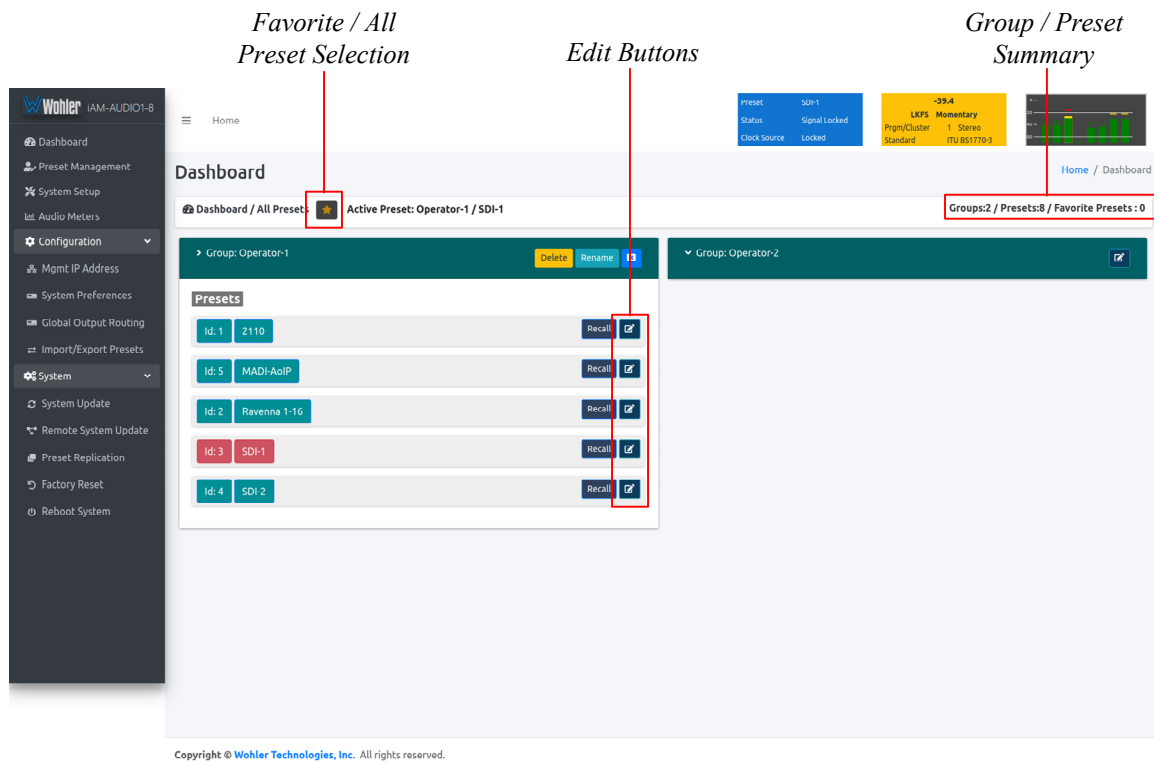 Favorite / All
Preset Selection
Edit Buttons
Group / Preset
Summary
Wohler iAM-AUDIO1-8
Dashboard
Preset Management
System Setup
Audio Meters
Configuration
Mgmt IP Address
System Preferences
Global Output Routing
Import/Export Presets
System
System Update
Remote System Update
Preset Replication
Factory Reset
Reboot System
Home
Preset SDI-1
Status Signal Locked
Clock Source Locked
-39.4
LKFS Momentary
Prgm/Cluster 1 Stereo
Standard ITU BS1770-3
Dashboard
Home / Dashboard
Dashboard / All Presets Active Preset: Operator-1 / SDI-1
Groups:2 / Presets:8 / Favorite Presets : 0
Group: Operator-1 Delete Rename
Group: Operator-2
Presets
Id: 1 2110 Recall
Id: 5 MADI-AoIP Recall
Id: 2 Ravenna 1-16 Recall
Id: 3 SDI-1 Recall
Id: 4 SDI-2 Recall
Copyright © Wohler Technologies, Inc. All rights reserved.